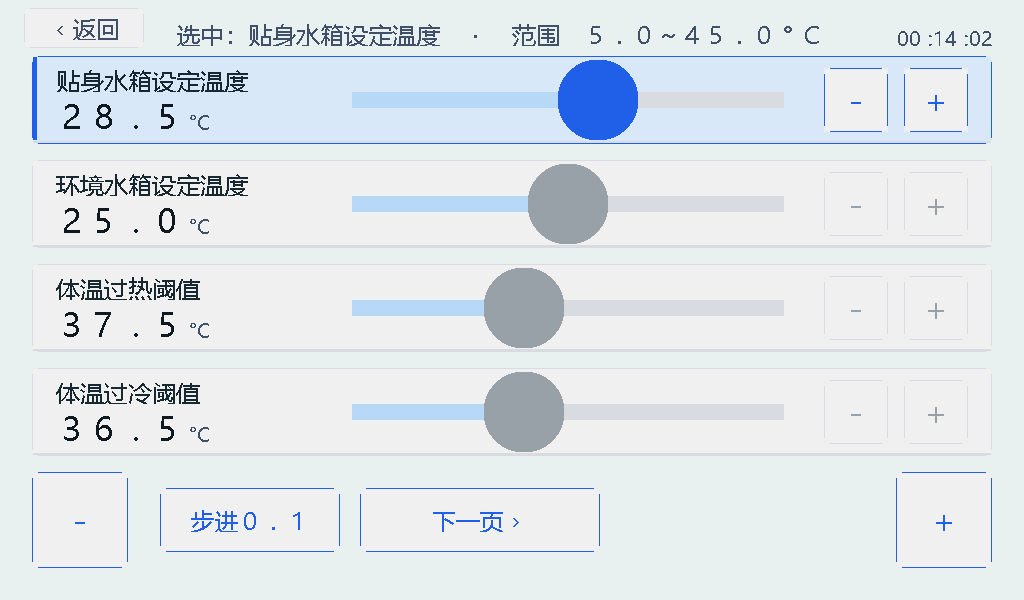 ‹ 返回
选中：贴身水箱设定温度 · 范围 5.0~45.0°C
00:14:02
贴身水箱设定温度
28.5 °C
- +
环境水箱设定温度
25.0 °C
- +
体温过热阈值
37.5 °C
- +
体温过冷阈值
36.5 °C
- +
- 步进0.1 下一页 › +